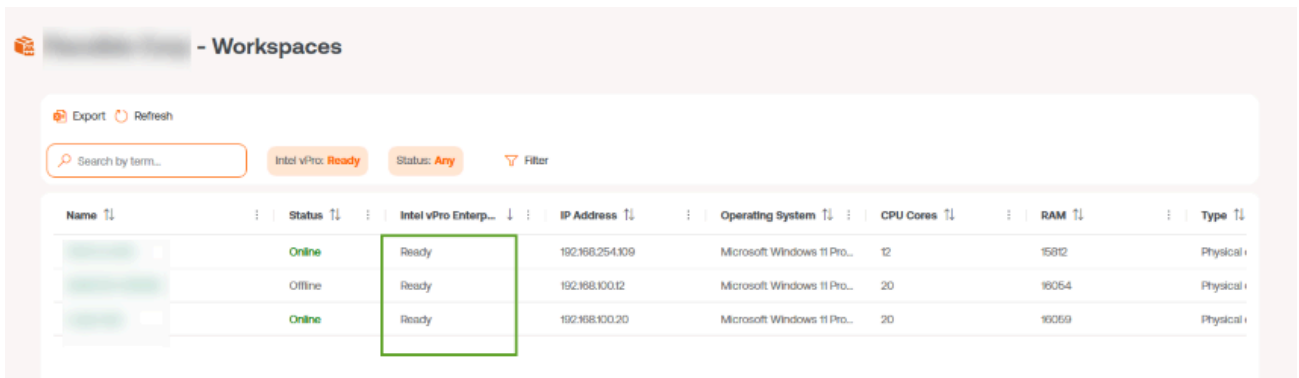 - Workspaces
Export Refresh
Search by term... Intel vPro: Ready Status: Any Filter
Name Status Intel vPro Enterp... IP Address Operating System CPU Cores RAM Type
Online Ready 192.168.254.109 Microsoft Windows 11 Pro... 12 15812 Physical
Offline Ready 192.168.100.12 Microsoft Windows 11 Pro... 20 16054 Physical
Online Ready 192.168.100.20 Microsoft Windows 11 Pro... 20 16059 Physical